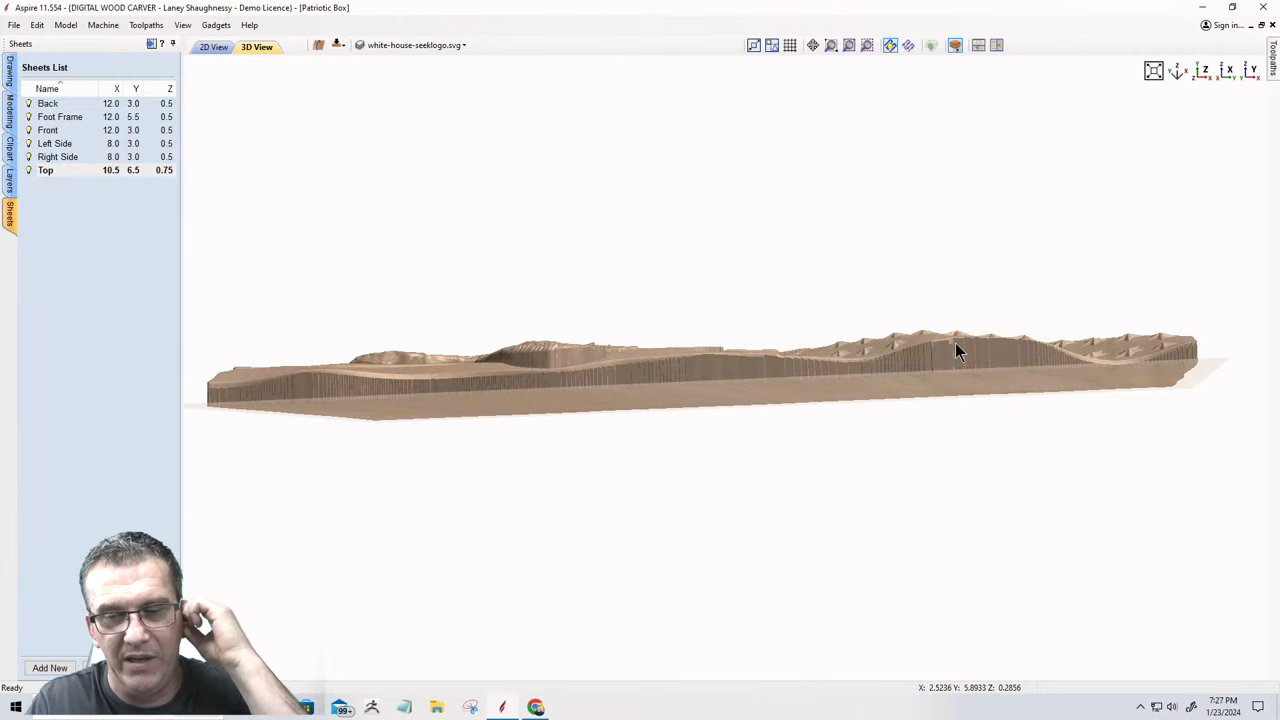 Aspire 11.554 - (DIGITAL WOOD CARVER - Laney Shaughnessy - Demo Licence) - [Patriotic Box]
File Edit Model Machine Toolpaths View Gadgets Help
Sign in...
Sheets
2D View 3D View white-house-seeklogo.svg
Toolpaths
Drawing
Modeling
Clipart
Layers
Sheets
Sheets List
Name X Y Z
Back 12.0 3.0 0.5
Foot Frame 12.0 5.5 0.5
Front 12.0 3.0 0.5
Left Side 8.0 3.0 0.5
Right Side 8.0 3.0 0.5
Top 10.5 6.5 0.75
Z X Y
Add New
Ready
X: 2.5236 Y: 5.8933 Z: 0.2856
99+
7:27 PM
1/23/2024